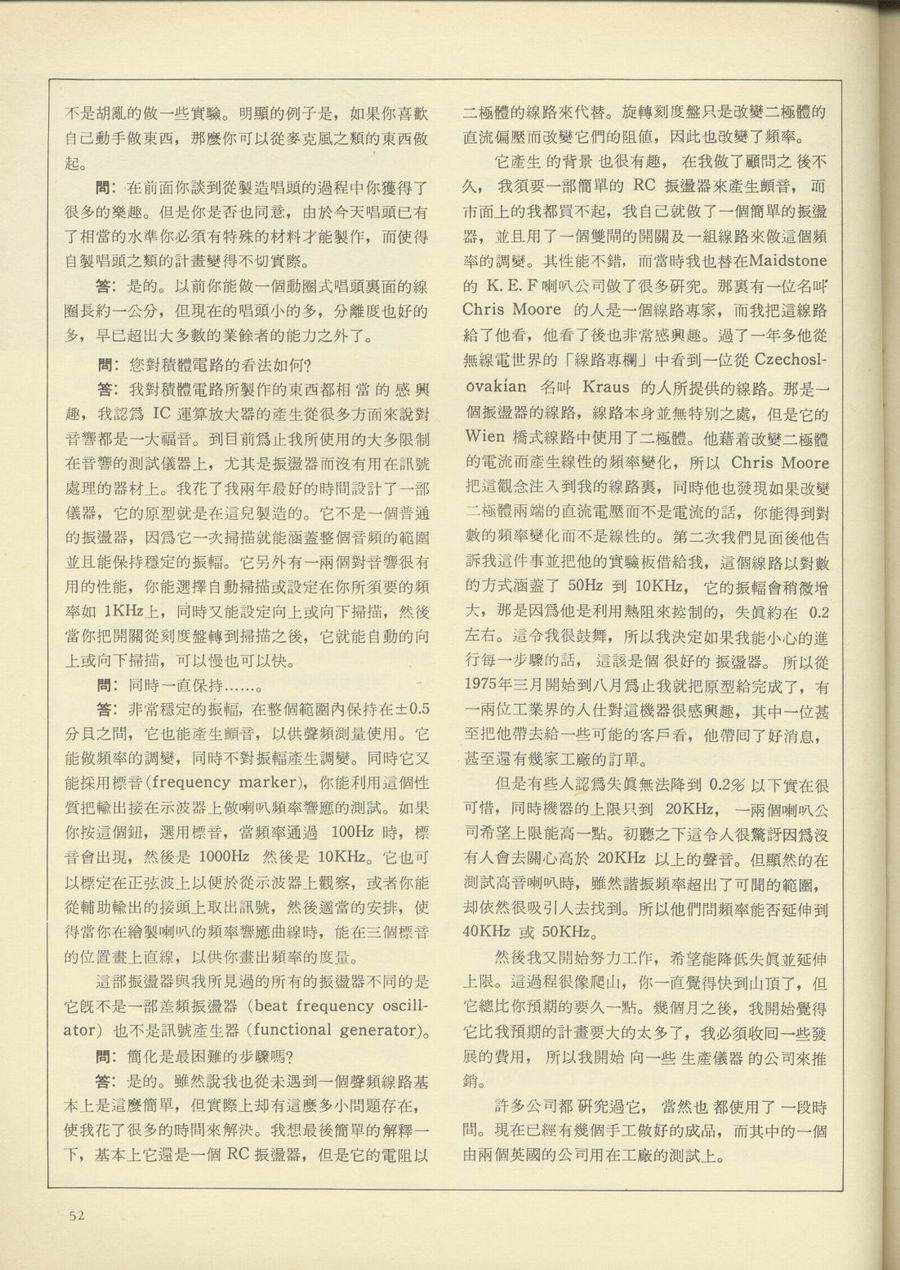 不是胡亂的做一些實驗。明顯的例子是，如果你喜歡
自己動手做東西，那麼你可以從麥克風之類的東西做
起。
問：在前面你談到從製造唱頭的過程中你獲得了
很多的樂趣。但是你是否也同意，由於今天唱頭已有
了相當的水準你必須有特殊的材料才能製作，而使得
自製唱頭之類的計畫變得不切實際。
答：是的。以前你能做一個動圈式唱頭裏面的線
圈長約一公分，但現在的唱頭小的多，分離度也好的
多，早已超出大多數的業餘者的能力之外了。
問：您對積體電路的看法如何？
答：我對積體電路所製作的東西都相 當 的 感 興
趣，我認爲 IC 運算放大器的產生從很多方面來說對
音響都是一大福音。到目前爲止我所使用的大多限制
在音響的測試儀器上，尤其是振盪器而沒有用在訊號
處理的器材上。我花了我兩年最好的時間設計了一部
儀器，它的原型就是在這兒製造的。它不是一個普通
的振盪器，因爲它一次掃描就能涵蓋整個音頻的範圍
並且能保持穩定的振幅。它另外有一兩個對音響很有
用的性能，你能選擇自動掃描或設定在你所須要的頻
率如 1KHz上，同時又能設定向上或向下掃描，然後
當你把開關從刻度盤轉到掃描之後，它就能自動的向
上或向下掃描，可以慢也可以快。
問：同時一直保持……。
答：非常穩定的振幅，在整個範圍內保持在±0.5
分貝之間，它也能產生顫音，以供聲頻測量使用。它
能做頻率的調變，同時不對振幅產生調變。同時它又
能採用標音(frequency marker)，你能利用這個性
質把輸出接在示波器上做喇叭頻率響應的測試。如果
你按這個鈕，選用標音，當頻率通過 100Hz 時，標
音會出現，然後是 1000Hz 然後是 10KHz。它也可
以標定在正弦波上以便於從示波器上觀察，或者你能
從輔助輸出的接頭上取出訊號，然後適當的安排，使
得當你在繪製喇叭的頻率響應曲線時，能在三個標音
的位置畫上直線，以供你畫出頻率的度量。
這部振盪器與我所見過的所有的振盪器不同的是
它既不是一部差頻振盪器 (beat frequency oscill-
ator) 也不是訊號產生器 (functional generator)。
問：簡化是最困難的步驟嗎？
答：是的。雖然說我也從未遇到一個聲頻線路基
本上是這麼簡單，但實際上却有這麼多小問題存在，
使我花了很多的時間來解決。我想最後簡單的解釋一
下，基本上它還是一個 RC 振盪器，但是它的電阻以
二極體的線路來代替。旋轉刻度盤只是改變二極體的
直流偏壓而改變它們的阻值，因此也改變了頻率。
它產生 的背景 也很有趣， 在我做了顧問之 後不
久， 我須要一部簡單的 RC 振盪器來產生顫音， 而
市面上的我都買不起，我自己就做了一個簡單的振盪
器，並且用了一個雙閘的開關及一組線路來做這個頻
率的調變。其性能不錯，而當時我也替在Maidstone
的 K.E.F 喇叭公司做了很多研究。那裏有一位名叫
Chris Moore 的人是一個線路專家，而我把這線路
給了他看，他看了後也非常感興趣。過了一年多他從
無線電世界的「線路專欄」中看到一位從 Czechosl-
ovakian 名叫 Kraus 的人所提供的線路。那是一
個振盪器的線路，線路本身並無特別之處，但是它的
Wien 橋式線路中使用了二極體。他藉着改變二極體
的電流而產生線性的頻率變化，所以 Chris Moore
把這觀念注入到我的線路裏，同時他也發現如果改變
二極體兩端的直流電壓而不是電流的話，你能得到對
數的頻率變化而不是線性的。第二次我們見面後他告
訴我這件事並把他的實驗板借給我，這個線路以對數
的方式涵蓋了 50Hz 到 10KHz， 它的振幅會稍微增
大，那是因爲他是利用熱阻來控制的，失眞約在 0.2
左右。這令我很鼓舞，所以我決定如果我能小心的進
行每一步驟的話， 這該是個 很好的 振盪器。 所以從
1975年三月開始到八月爲止我就把原型給完成了，有
一兩位工業界的人仕對這機器很感興趣，其中一位甚
至把他帶去給一些可能的客戶看，他帶回了好消息，
甚至還有幾家工廠的訂單。
但是有些人認爲失眞無法降到 0.2% 以下實在很
可惜，同時機器的上限只到 20KHz， 一兩個喇叭公
司希望上限能高一點。初聽之下這令人很驚訝因爲沒
有人會去關心高於 20KHz 以上的聲音。但顯然的在
測試高音喇叭時，雖然諧振頻率超出了可聞的範圍，
却依然很吸引人去找到。所以他們問頻率能否延伸到
40KHz 或 50KHz。
然後我又開始努力工作，希望能降低失眞並延伸
上限。這過程很像爬山，你一直覺得快到山頂了，但
它總比你預期的要久一點。幾個月之後，我開始覺得
它比我預期的計畫要大的太多了，我必須收回一些發
展的費用， 所以我開始 向一些 生產儀器 的公司來推
銷。
許多公司都 研究過它， 當然也 都使用了 一段時
間。現在已經有幾個手工做好的成品，而其中的一個
由兩個英國的公司用在工廠的測試上。
52